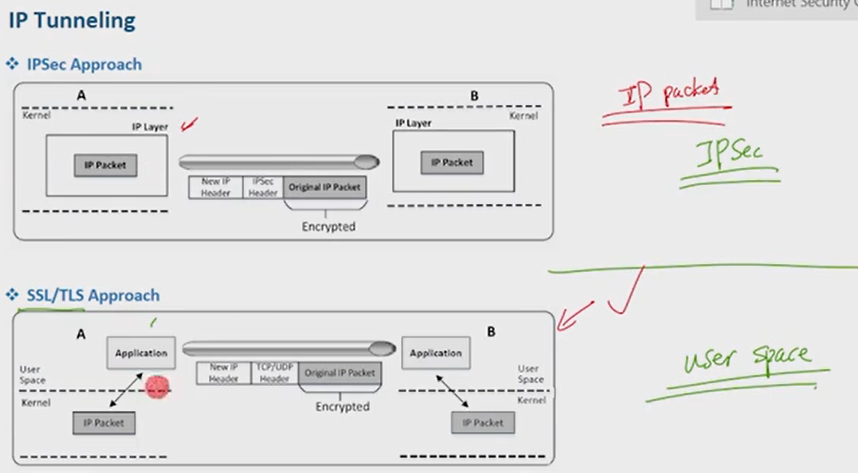 Internet Security
IP Tunneling
❖ IPSec Approach
A
B
Kernel
Kernel
IP Layer
IP Layer
IP Packet
IP Packet
New IP Header
IPSec Header
Original IP Packet
Encrypted
IP packet
IPSec
❖ SSL/TLS Approach
A
B
Application
Application
User Space
User Space
Kernel
Kernel
New IP Header
TCP/UDP Header
Original IP Packet
Encrypted
IP Packet
IP Packet
user space